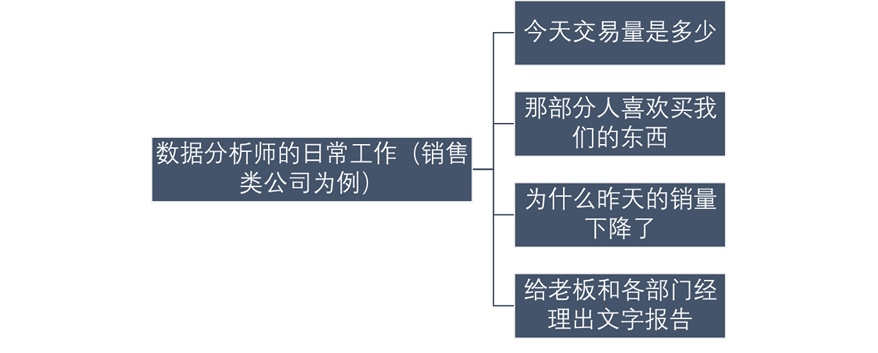 数据分析师的日常工作（销售
类公司为例）
今天交易量是多少
那部分人喜欢买我
们的东西
为什么昨天的销量
下降了
给老板和各部门经
理出文字报告